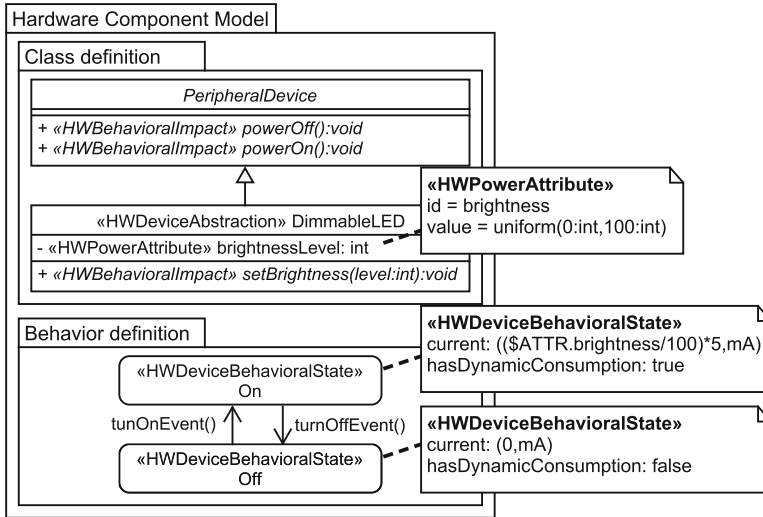 Hardware Component Model
Class definition
PeripheralDevice
+ «HWBehavioralImpact» powerOff():void
+ «HWBehavioralImpact» powerOn():void
«HWPowerAttribute»
id = brightness
value = uniform(0:int,100:int)
«HWDeviceAbstraction» DimmableLED
- «HWPowerAttribute» brightnessLevel: int
+ «HWBehavioralImpact» setBrightness(level:int):void
Behavior definition
«HWDeviceBehavioralState»
current: (($ATTR.brightness/100)*5,mA)
hasDynamicConsumption: true
«HWDeviceBehavioralState»
On
tunOnEvent()
turnOffEvent()
«HWDeviceBehavioralState»
current: (0,mA)
hasDynamicConsumption: false
«HWDeviceBehavioralState»
Off